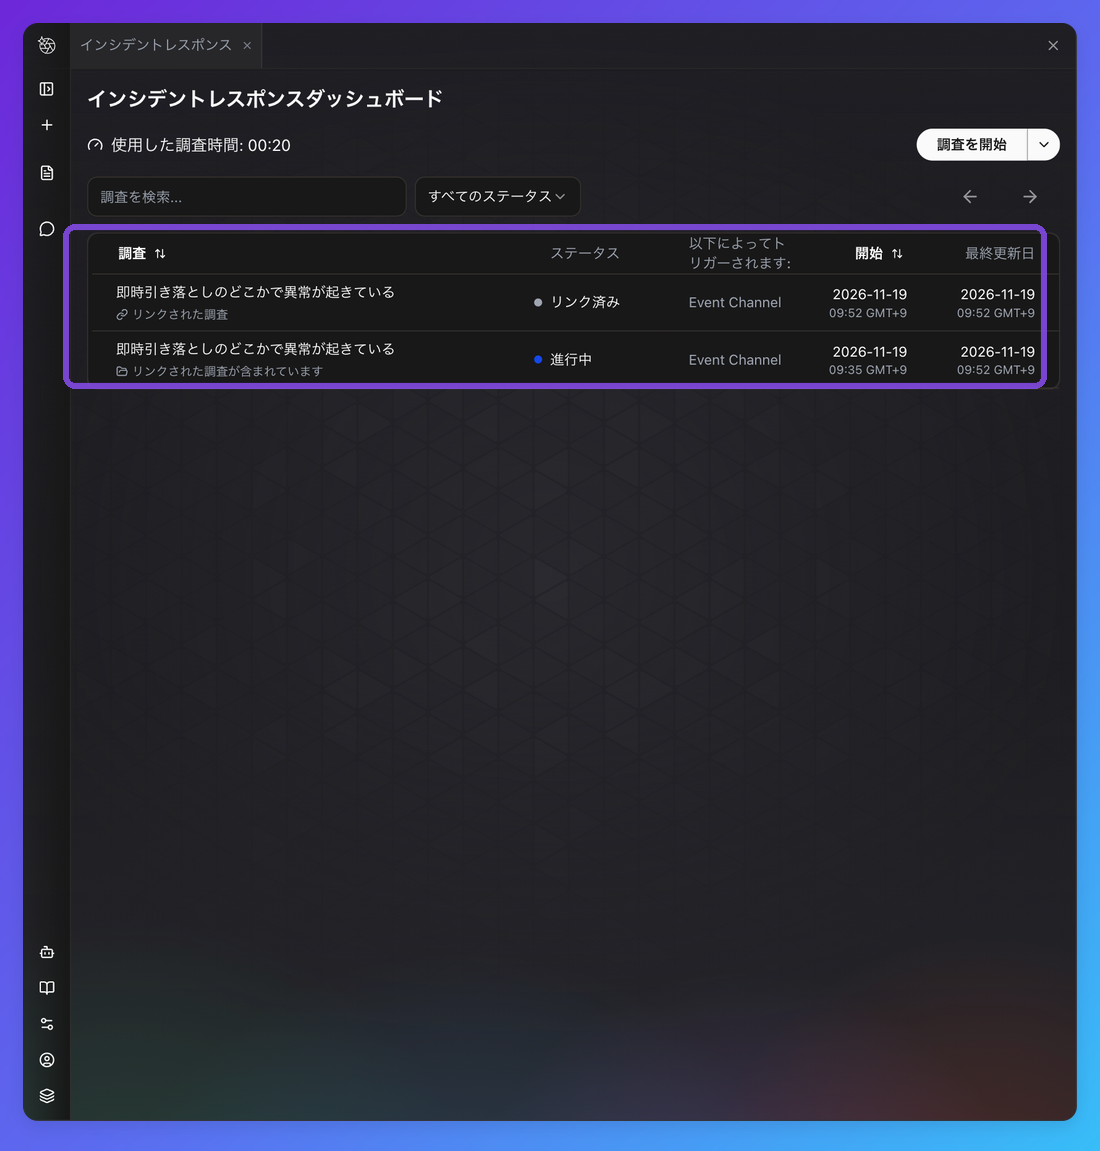 インシデントレスポンス
インシデントレスポンスダッシュボード
使用した調査時間: 00:20
調査を開始
調査を検索...
すべてのステータス
調査
ステータス
以下によってト
リガーされます:
開始
最終更新日
即時引き落としのどこかで異常が起きている
リンクされた調査
リンク済み
Event Channel
2026-11-19
09:52 GMT+9
2026-11-19
09:52 GMT+9
即時引き落としのどこかで異常が起きている
リンクされた調査が含まれています
進行中
Event Channel
2026-11-19
09:35 GMT+9
2026-11-19
09:52 GMT+9